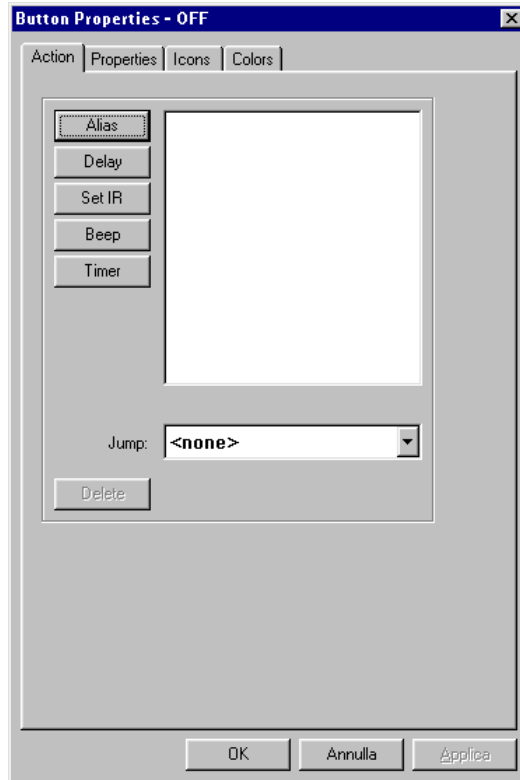 Button Properties - OFF
Action Properties Icons Colors
Alias
Delay
Set IR
Beep
Timer
Jump: <none>
Delete
OK Annulla Applica